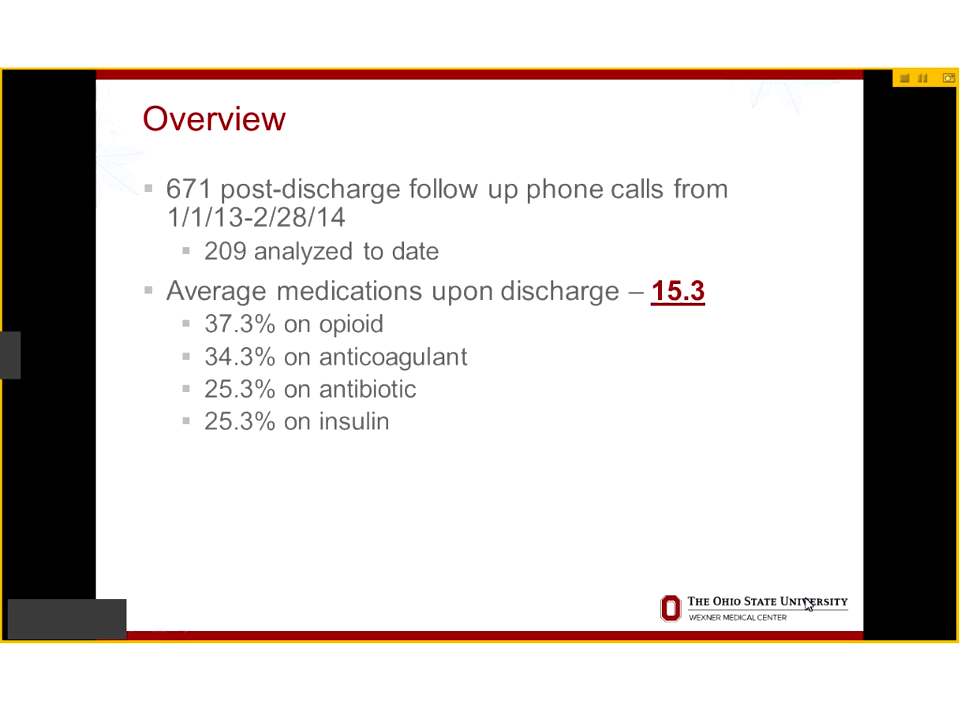 Overview
▪ 671 post-discharge follow up phone calls from
1/1/13-2/28/14
▪ 209 analyzed to date
▪ Average medications upon discharge – 15.3
▪ 37.3% on opioid
▪ 34.3% on anticoagulant
▪ 25.3% on antibiotic
▪ 25.3% on insulin
THE OHIO STATE UNIVERSITY
WEXNER MEDICAL CENTER